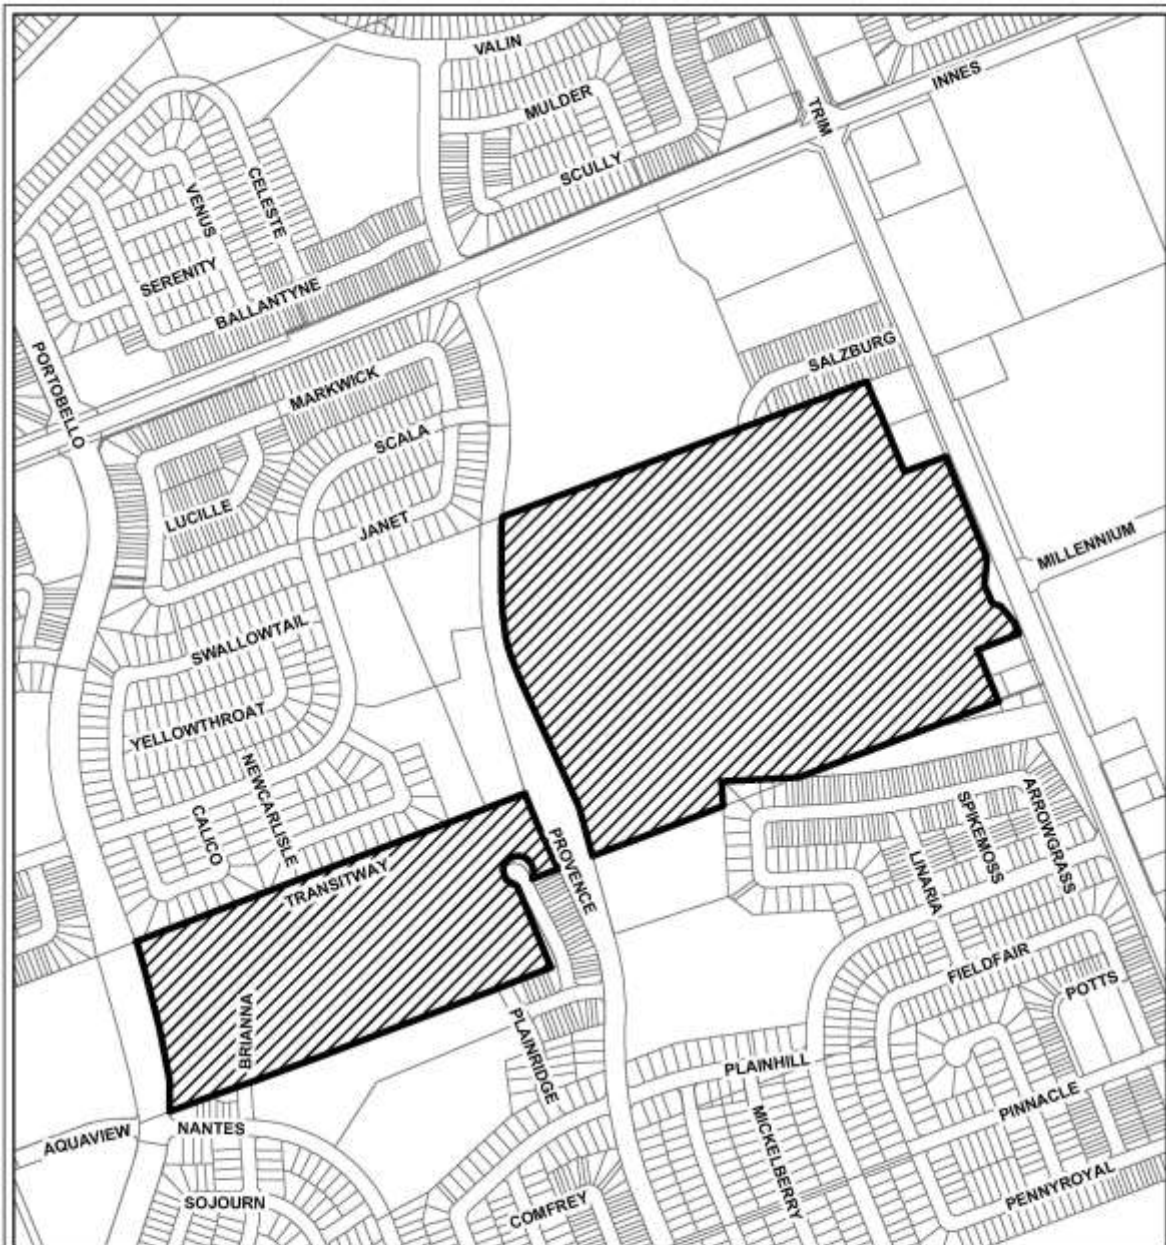 VALIN
INNES
MULDER
TRIM
SCULLY
CELESTE
VENUS
SERENITY
BALLANTYNE
PORTOBELLO
SALZBURG
MARKWICK
SCALA
LUCILLE
JANET
MILLENNIUM
SWALLOWTAIL
YELLOWTHROAT
NEWCARLISLE
CALICO
ARROWGRASS
SPIKEMOSS
LINARIA
PROVENCE
TRANSITWAY
FIELDFAIR
POTTS
BRIANNA
PLAINRIDGE
PLAINHILL
PINNACLE
MICKELBERRY
AQUAVIEW
NANTES
SOJOURN
COMFREY
PENNYROYAL